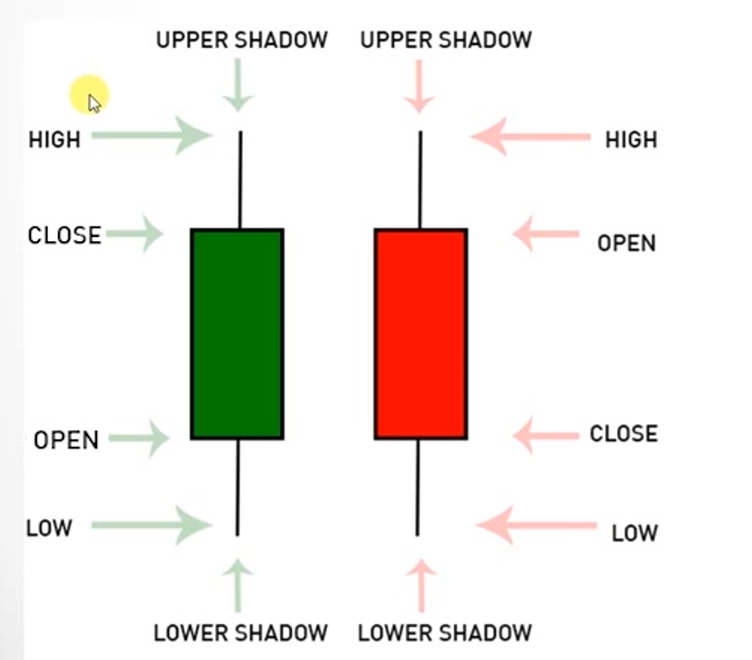 UPPER SHADOW
UPPER SHADOW
HIGH
HIGH
CLOSE
OPEN
OPEN
CLOSE
LOW
LOW
LOWER SHADOW
LOWER SHADOW